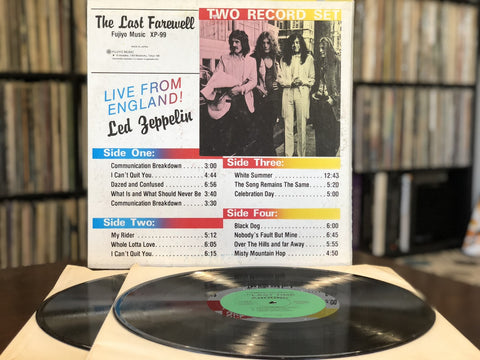 The Last Farewell
Fujiyo Music XP-99
MADE IN JAPAN
FUJIYO MUSIC
TWO RECORD SET
LIVE FROM
ENGLAND!
Led Zeppelin
Side One:
Communication Breakdown . . . . 3:00
I Can't Quit You . . . . . . . . . . 4:44
Dazed and Confused . . . . . . . 6:56
What Is and What Should Never Be 3:40
Communication Breakdown . . . . 3:30
Side Two:
My Rider . . . . . . . . . . . . . 5:12
Whole Lotta Love . . . . . . . . . 6:05
I Can't Quit You . . . . . . . . . . 6:15
Side Three:
White Summer . . . . . . . . . . 12:43
The Song Remains The Same . . . . 5:20
Celebration Day . . . . . . . . . 5:00
Side Four:
Black Dog . . . . . . . . . . . . 6:00
Nobody's Fault But Mine . . . . . 6:45
Over The Hills and far Away . . . . 5:55
Misty Mountain Hop . . . . . . . 4:50